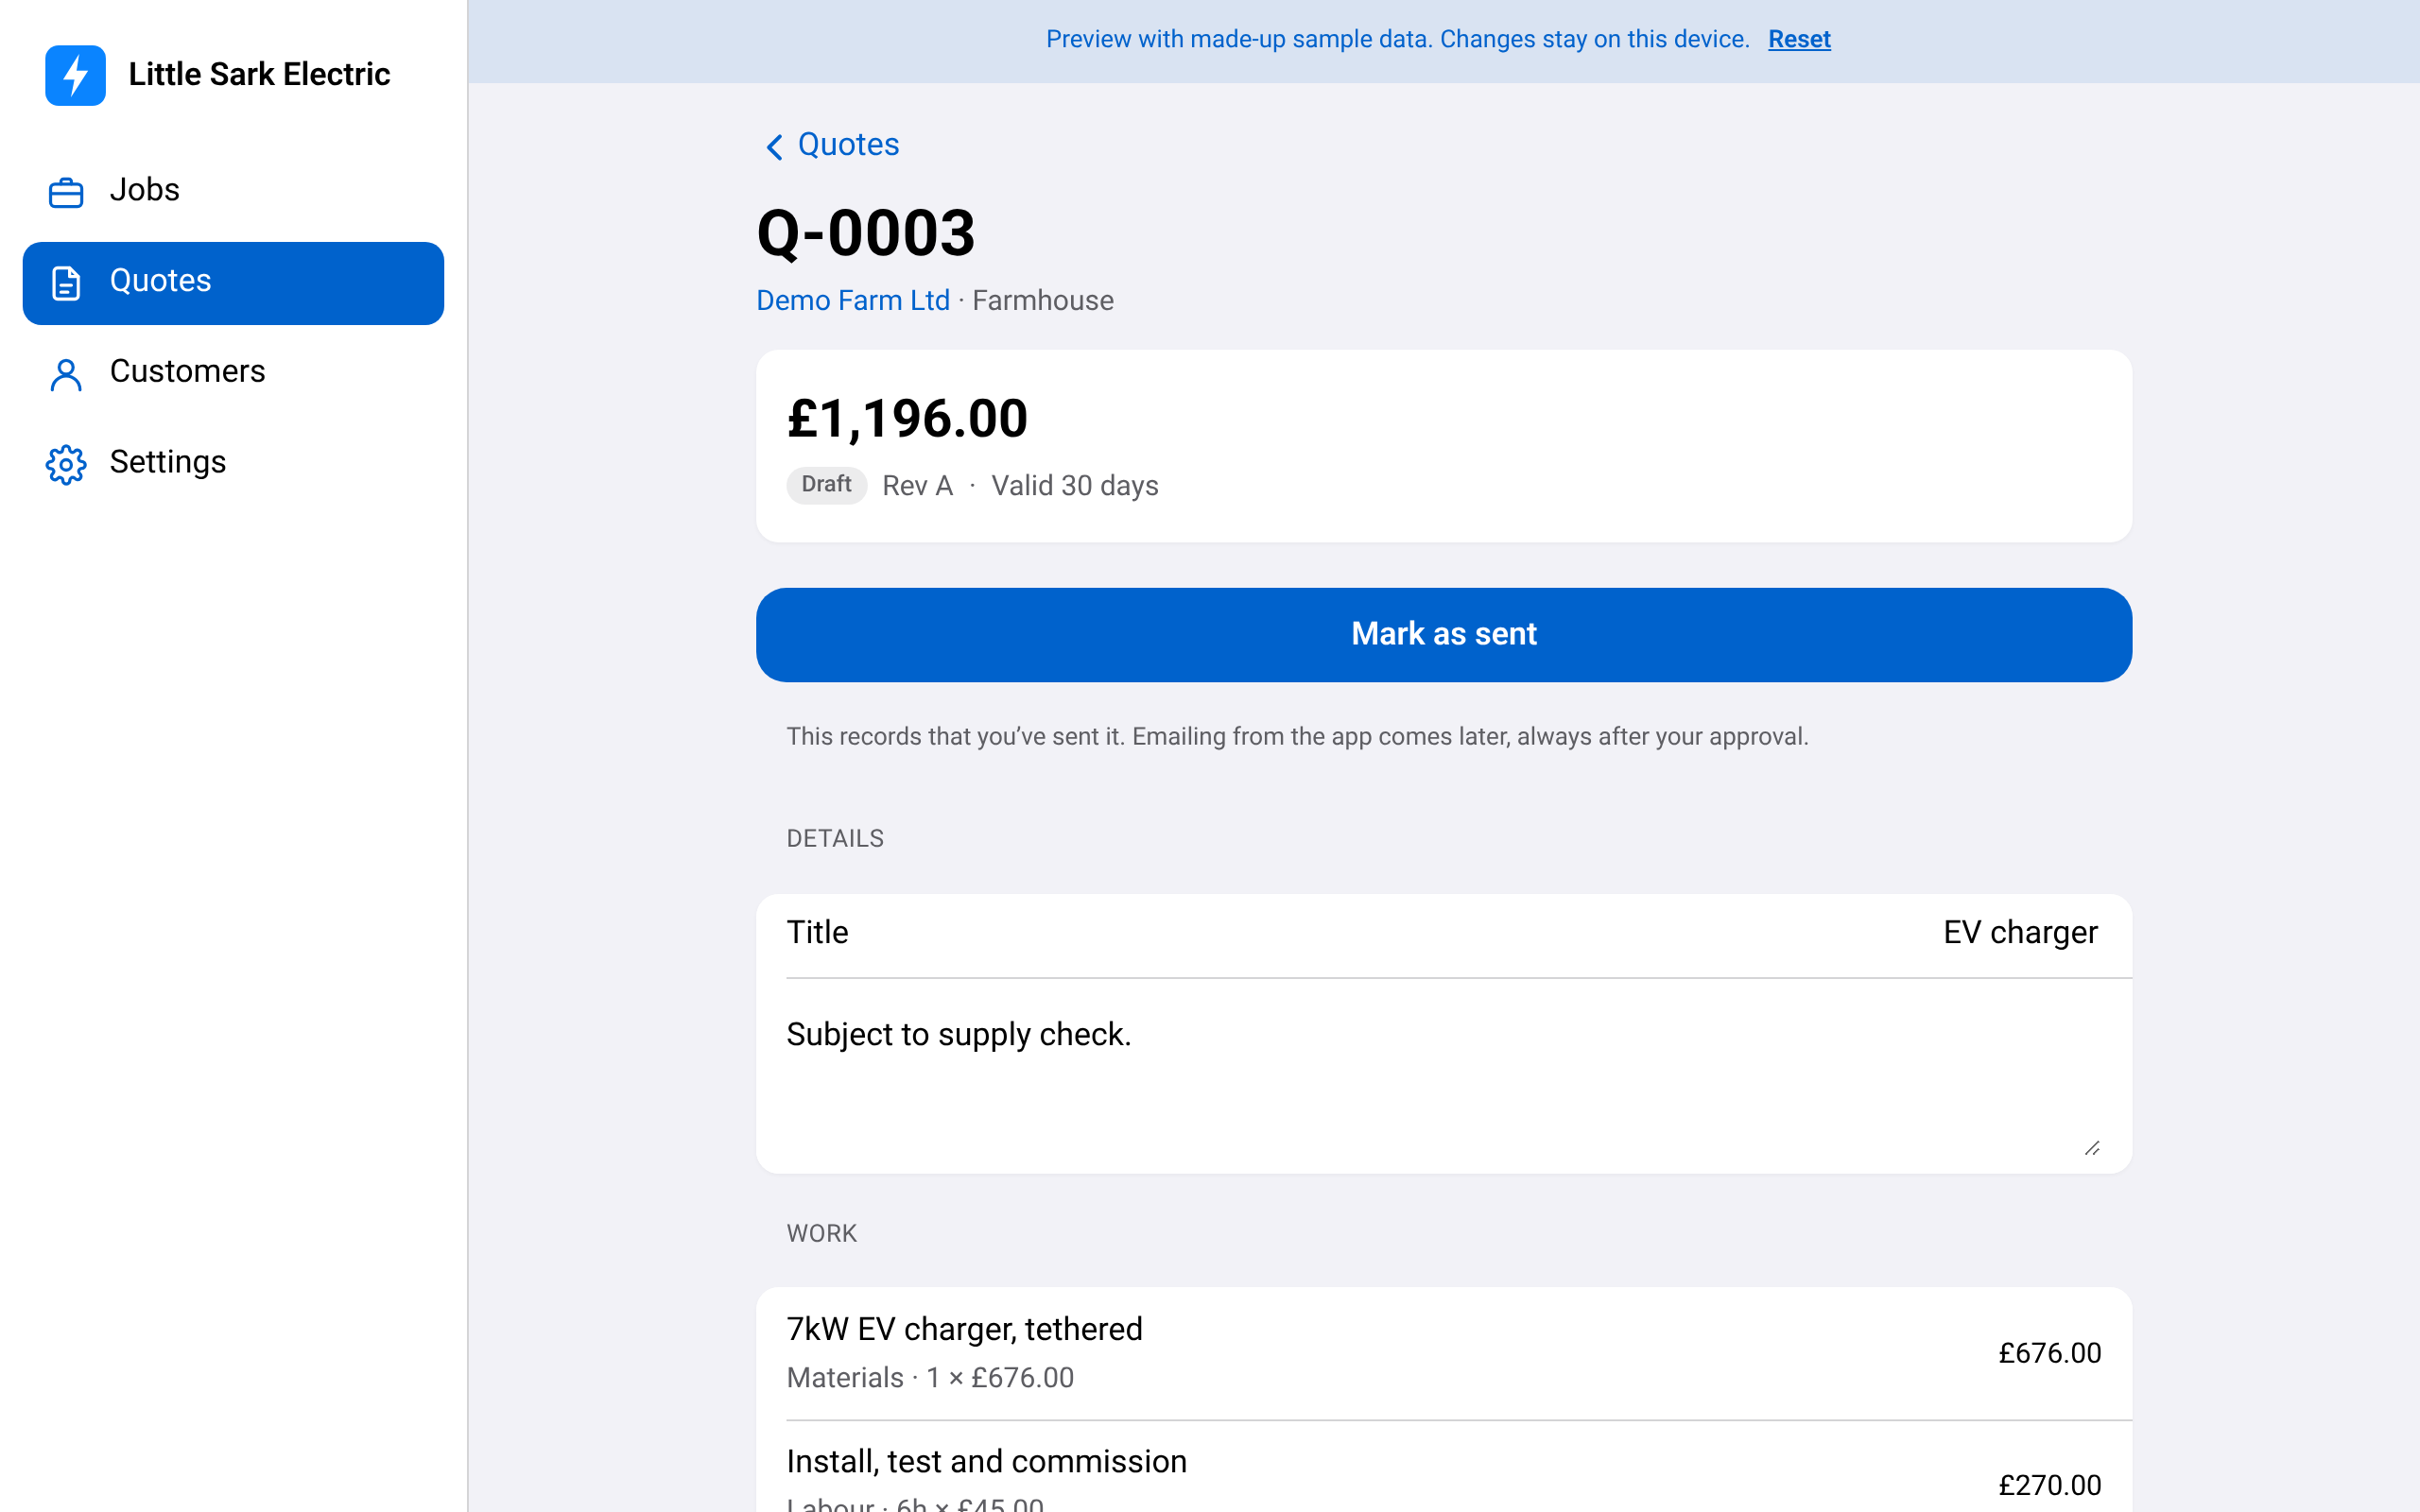 Little Sark Electric
Jobs
Quotes
Customers
Settings
Preview with made-up sample data. Changes stay on this device. Reset
Quotes
Q-0003
Demo Farm Ltd · Farmhouse
£1,196.00
Draft Rev A · Valid 30 days
Mark as sent
This records that you’ve sent it. Emailing from the app comes later, always after your approval.
DETAILS
Title EV charger
Subject to supply check.
WORK
7kW EV charger, tethered
Materials · 1 × £676.00
£676.00
Install, test and commission
Labour · 6h × £45.00
£270.00